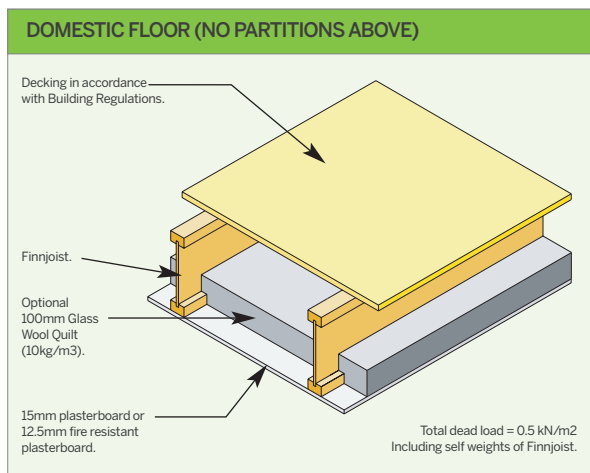 DOMESTIC FLOOR (NO PARTITIONS ABOVE)
Decking in accordance
with Building Regulations.
Finnjoist.
Optional
100mm Glass
Wool Quilt
(10kg/m3).
15mm plasterboard or
12.5mm fire resistant
plasterboard.
Total dead load = 0.5 kN/m2
Including self weights of Finnjoist.